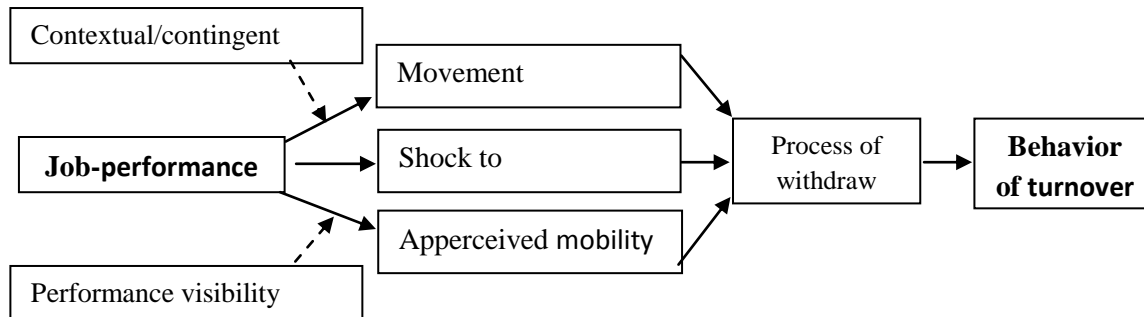 Contextual/contingent
Movement
Job-performance
Shock to
Process of
withdraw
Behavior
of turnover
Apperceived mobility
Performance visibility